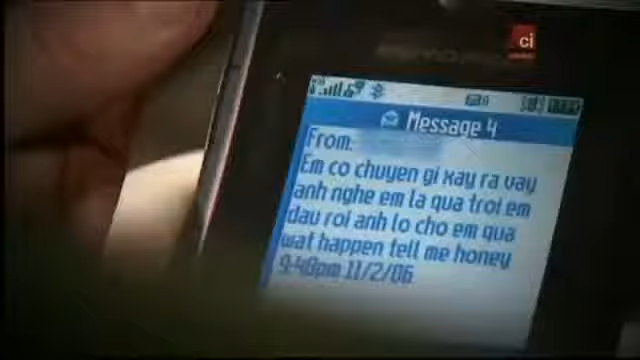 ci
Message 4
From:
Em co chuyen gi xay ra vay
anh nghe em la qua troi em
dau roi anh lo cho em qua
wat happen tell me honey
9:48pm 11/2/06